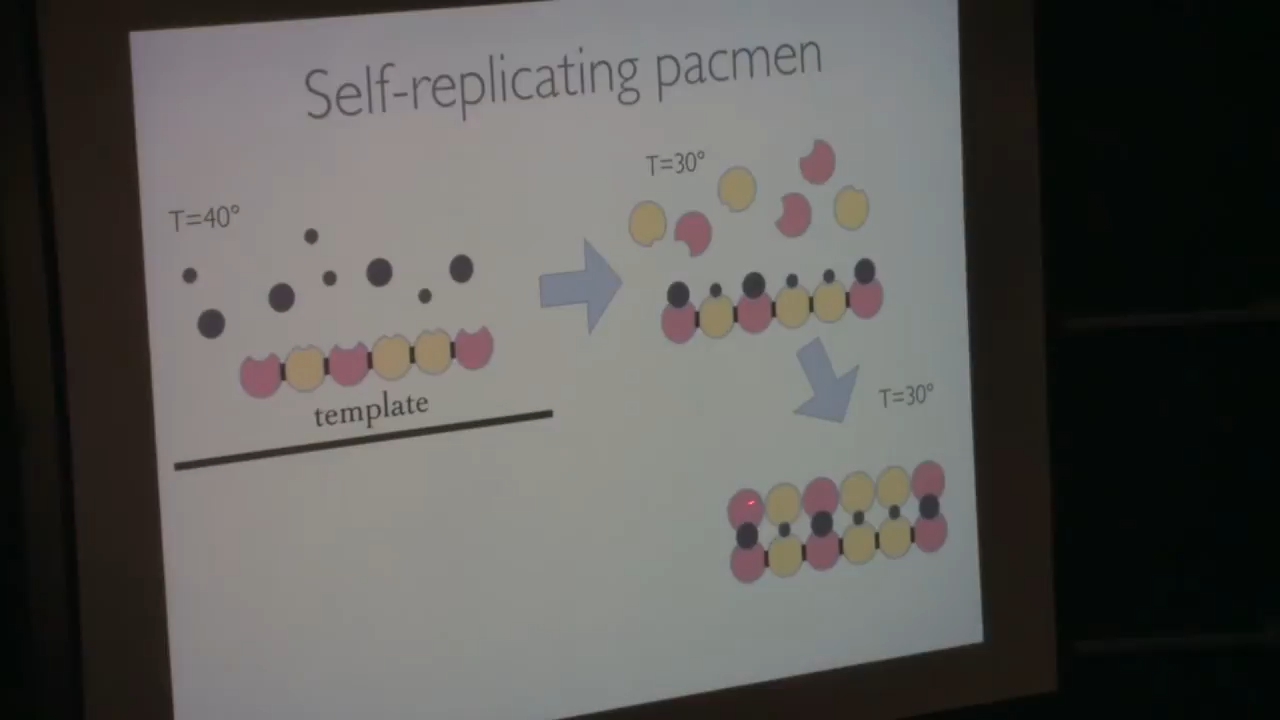 Self-replicating pacmen
T=40°
T=30°
template
T=30°